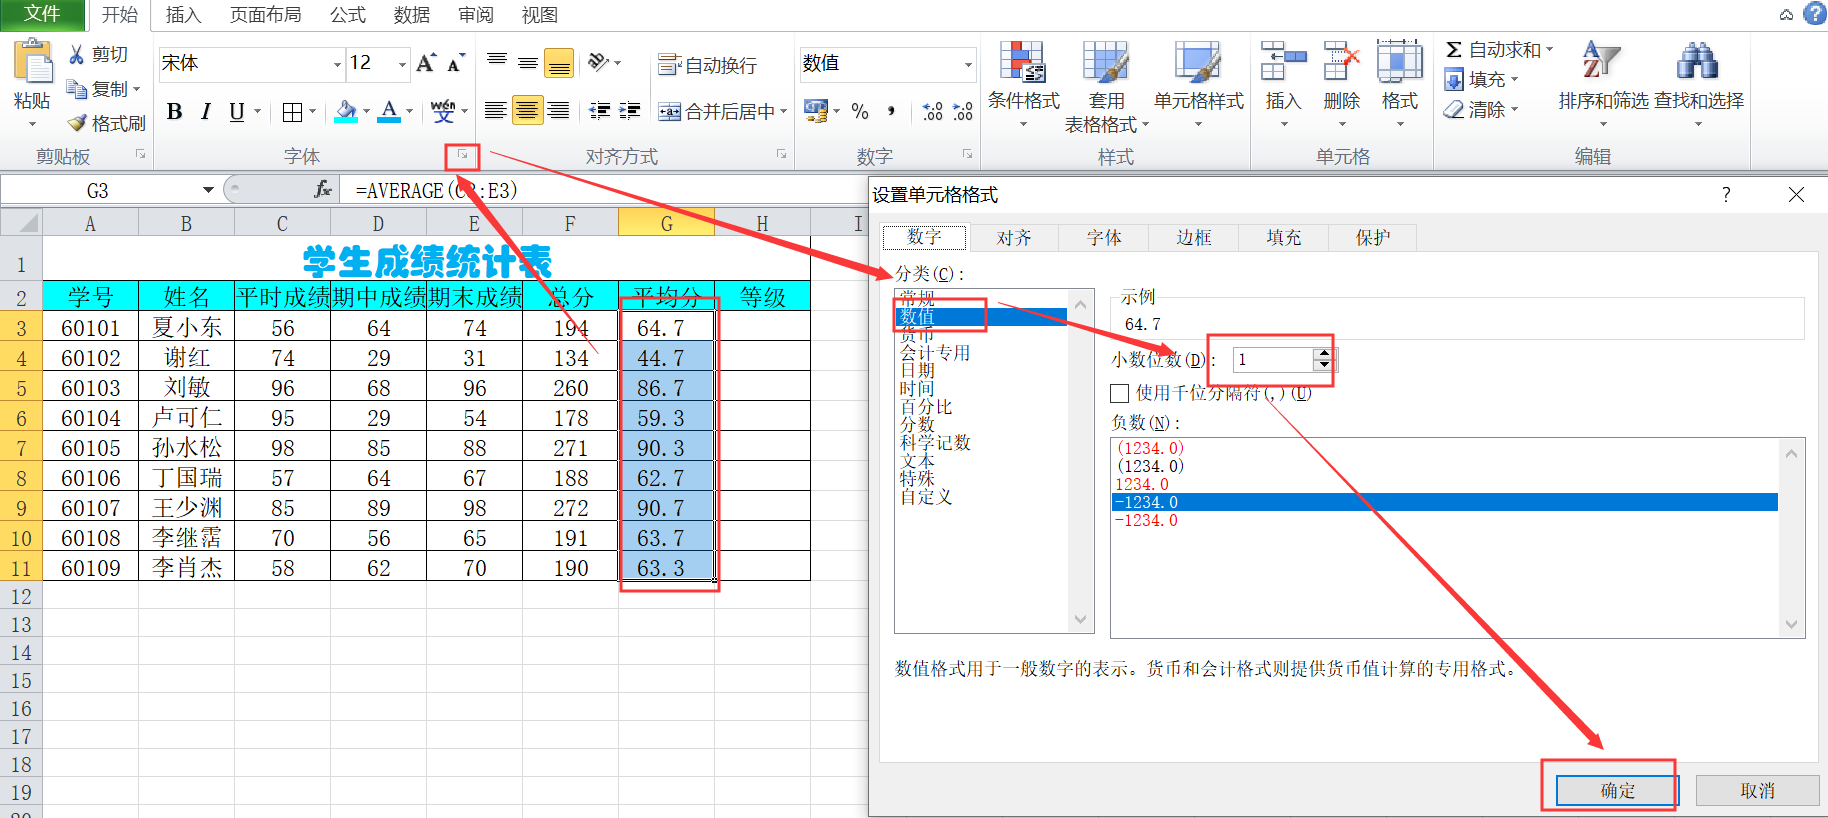 文件 开始 插入 页面布局 公式 数据 审阅 视图
剪切 宋体 12 A A 自动换行 数值 Σ 自动求和
复制 填充
粘贴 格式刷 B I U A wén 文 合并后居中 % , .00 .00 条件格式 套用 表格格式 单元格样式 插入 删除 格式 清除 排序和筛选 查找和选择
剪贴板 字体 对齐方式 数字 样式 单元格 编辑
G3 fx =AVERAGE(C3:E3)
A B C D E F G H I
1 学生成绩统计表
2 学号 姓名 平时成绩 期中成绩 期末成绩 总分 平均分 等级
3 60101 夏小东 56 64 74 194 64.7
4 60102 谢红 74 29 31 134 44.7
5 60103 刘敏 96 68 96 260 86.7
6 60104 卢可仁 95 29 54 178 59.3
7 60105 孙水松 98 85 88 271 90.3
8 60106 丁国瑞 57 64 67 188 62.7
9 60107 王少渊 85 89 98 272 90.7
10 60108 李继霑 70 56 65 191 63.7
11 60109 李肖杰 58 62 70 190 63.3
12
13
14
15
16
17
18
19
设置单元格格式 ?
数字 对齐 字体 边框 填充 保护
分类(C):
常规
数值
货币
会计专用
日期
时间
百分比
分数
科学记数
文本
特殊
自定义
示例
64.7
小数位数(D): 1
使用千位分隔符(,)(U)
负数(N):
(1234.0)
(1234.0)
1234.0
-1234.0
-1234.0
数值格式用于一般数字的表示。货币和会计格式则提供货币值计算的专用格式。
确定 取消